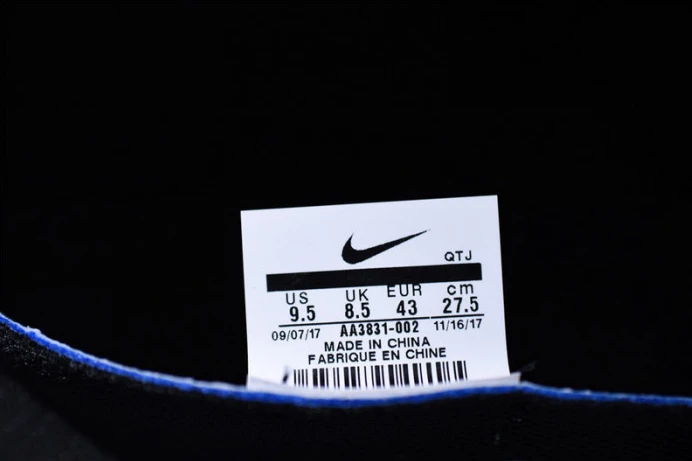 QTJ
US UK EUR cm
9.5 8.5 43 27.5
09/07/17 AA3831-002 11/16/17
MADE IN CHINA
FABRIQUE EN CHINE